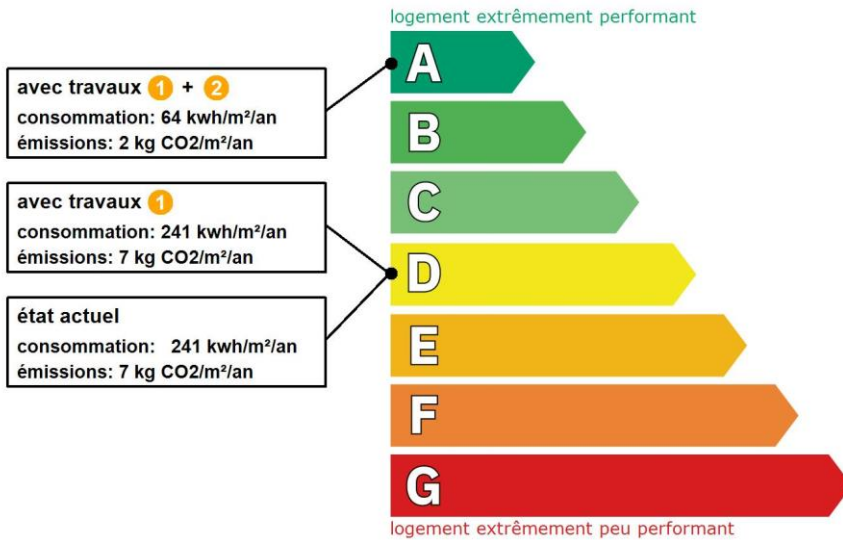 logement extrêmement performant
avec travaux 1 + 2
consommation: 64 kwh/m²/an
émissions: 2 kg CO2/m²/an
avec travaux 1
consommation: 241 kwh/m²/an
émissions: 7 kg CO2/m²/an
état actuel
consommation: 241 kwh/m²/an
émissions: 7 kg CO2/m²/an
A
B
C
D
E
F
G
logement extrêmement peu performant